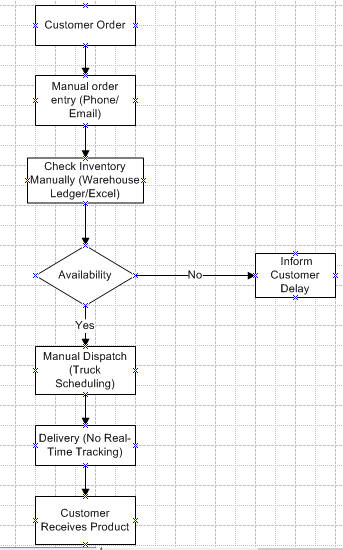 Customer Order
Manual order
entry (Phone/
Email)
Check Inventory
Manually (Warehouse
Ledger/Excel)
Availability
No
Inform
Customer
Delay
Yes
Manual Dispatch
(Truck
Scheduling)
Delivery (No Real-
Time Tracking)
Customer
Receives Product